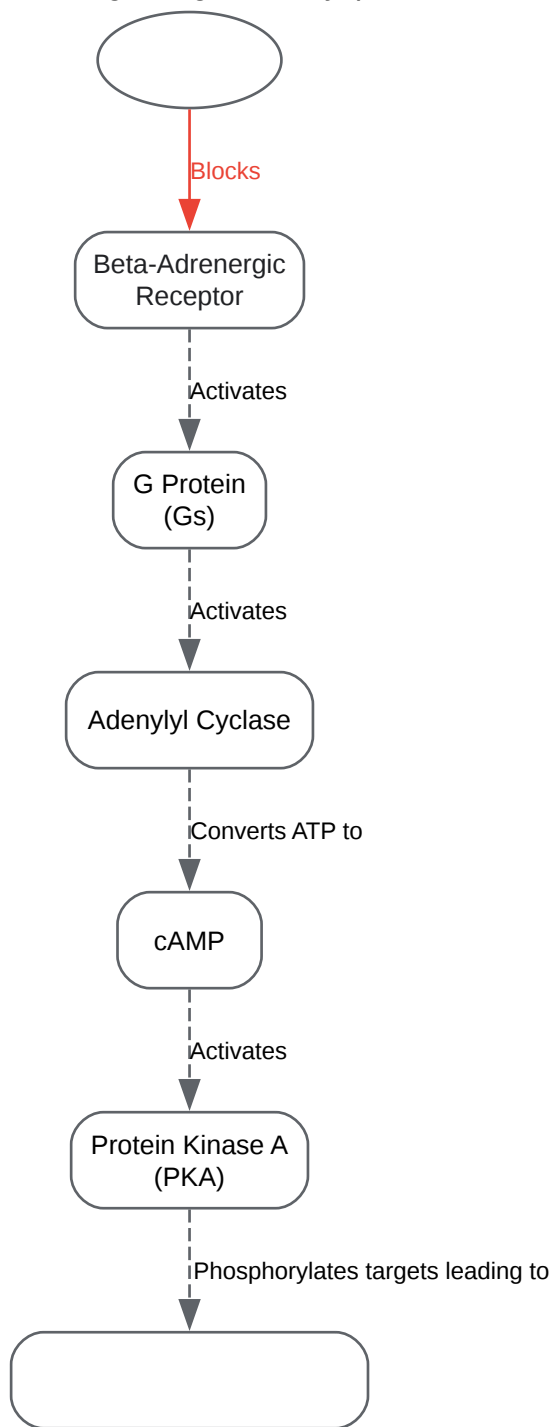 Blocks
Beta-Adrenergic
Receptor
Activates
G Protein
(Gs)
Activates
Adenylyl Cyclase
Converts ATP to
cAMP
Activates
Protein Kinase A
(PKA)
Phosphorylates targets leading to